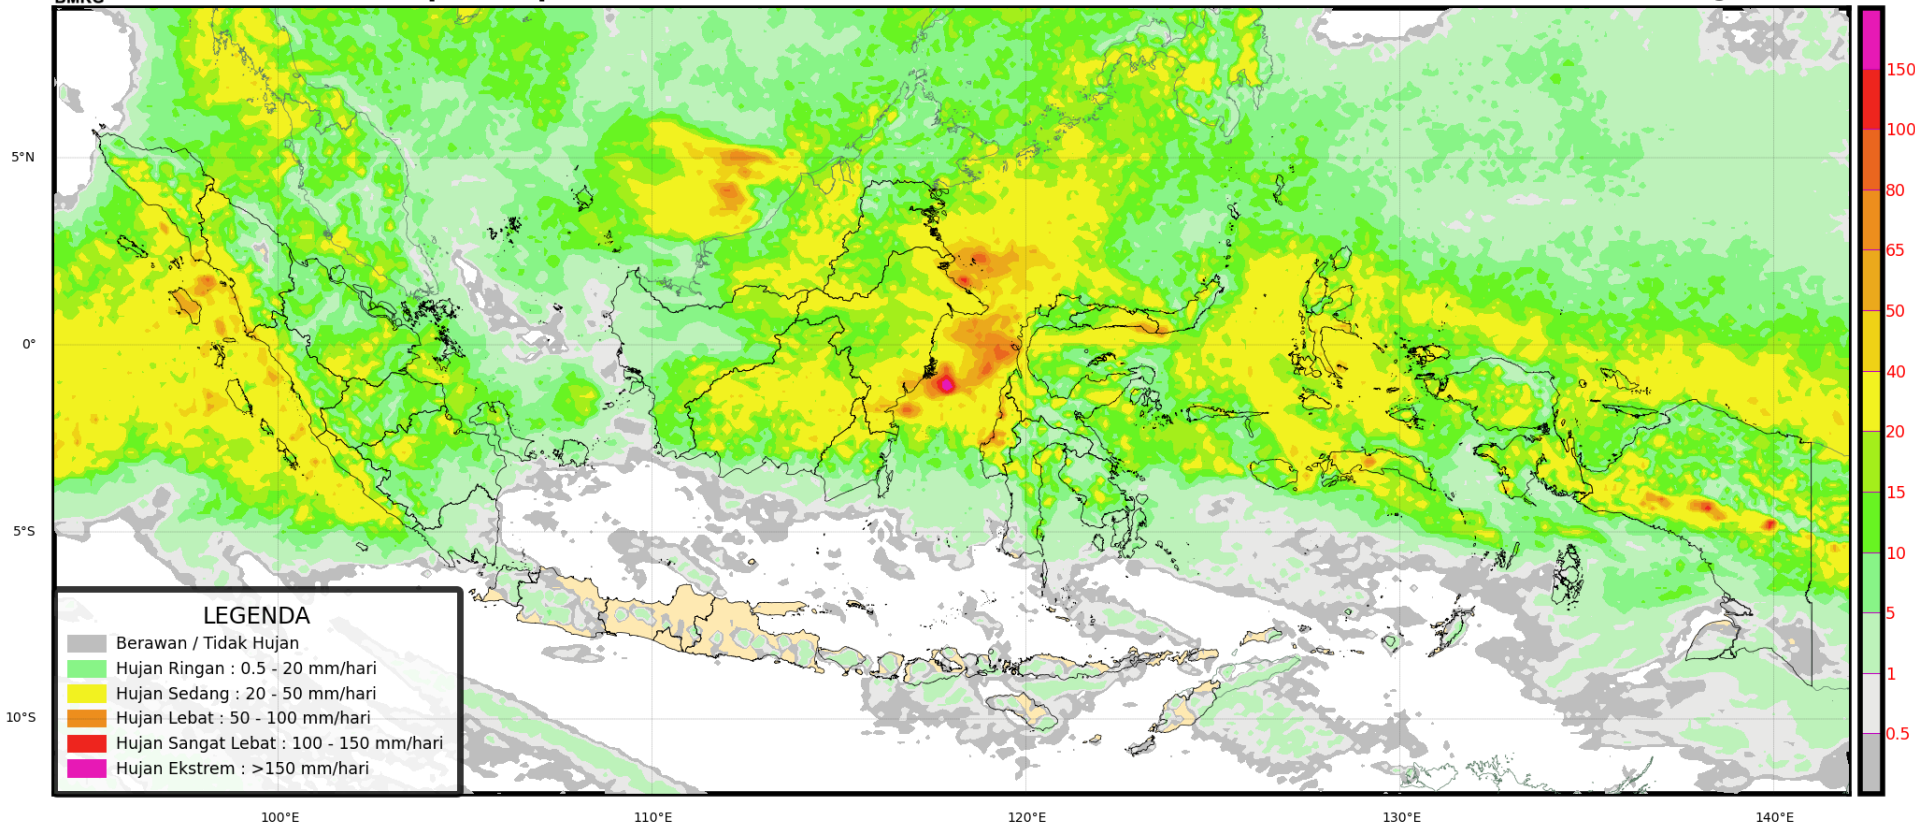 BMKG
5°N
0°
5°S
10°S
LEGENDA
Berawan / Tidak Hujan
Hujan Ringan : 0.5 - 20 mm/hari
Hujan Sedang : 20 - 50 mm/hari
Hujan Lebat : 50 - 100 mm/hari
Hujan Sangat Lebat : 100 - 150 mm/hari
Hujan Ekstrem : >150 mm/hari
100°E
110°E
120°E
130°E
140°E
150
100
80
65
50
40
20
15
10
5
1
0.5